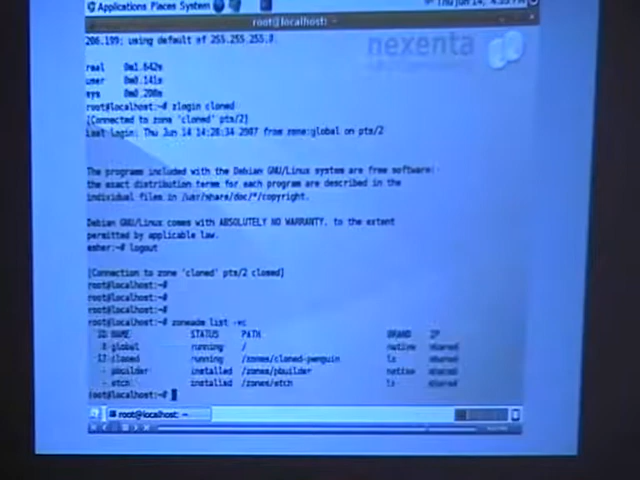 Applications Places System
Thu Jun 14, 4:55 PM
root@localhost: ~
206.199; using default of 255.255.255.0.
nexenta
real 0m1.642s
user 0m0.141s
sys 0m0.200s
root@localhost:~# zlogin cloned
[Connected to zone 'cloned' pts/2]
Last login: Thu Jun 14 14:28:34 2007 from zone:global on pts/2
The programs included with the Debian GNU/Linux system are free software;
the exact distribution terms for each program are described in the
individual files in /usr/share/doc/*/copyright.
Debian GNU/Linux comes with ABSOLUTELY NO WARRANTY, to the extent
permitted by applicable law.
esher:~# logout
[Connection to zone 'cloned' pts/2 closed]
root@localhost:~#
root@localhost:~#
root@localhost:~#
root@localhost:~# zoneadm list -vc
ID NAME STATUS PATH BRAND IP
0 global running / native shared
17 cloned running /zones/cloned-penguin lx shared
- pbuilder installed /zones/pbuilder native shared
- etch installed /zones/etch lx shared
root@localhost:~#
root@localhost: ~